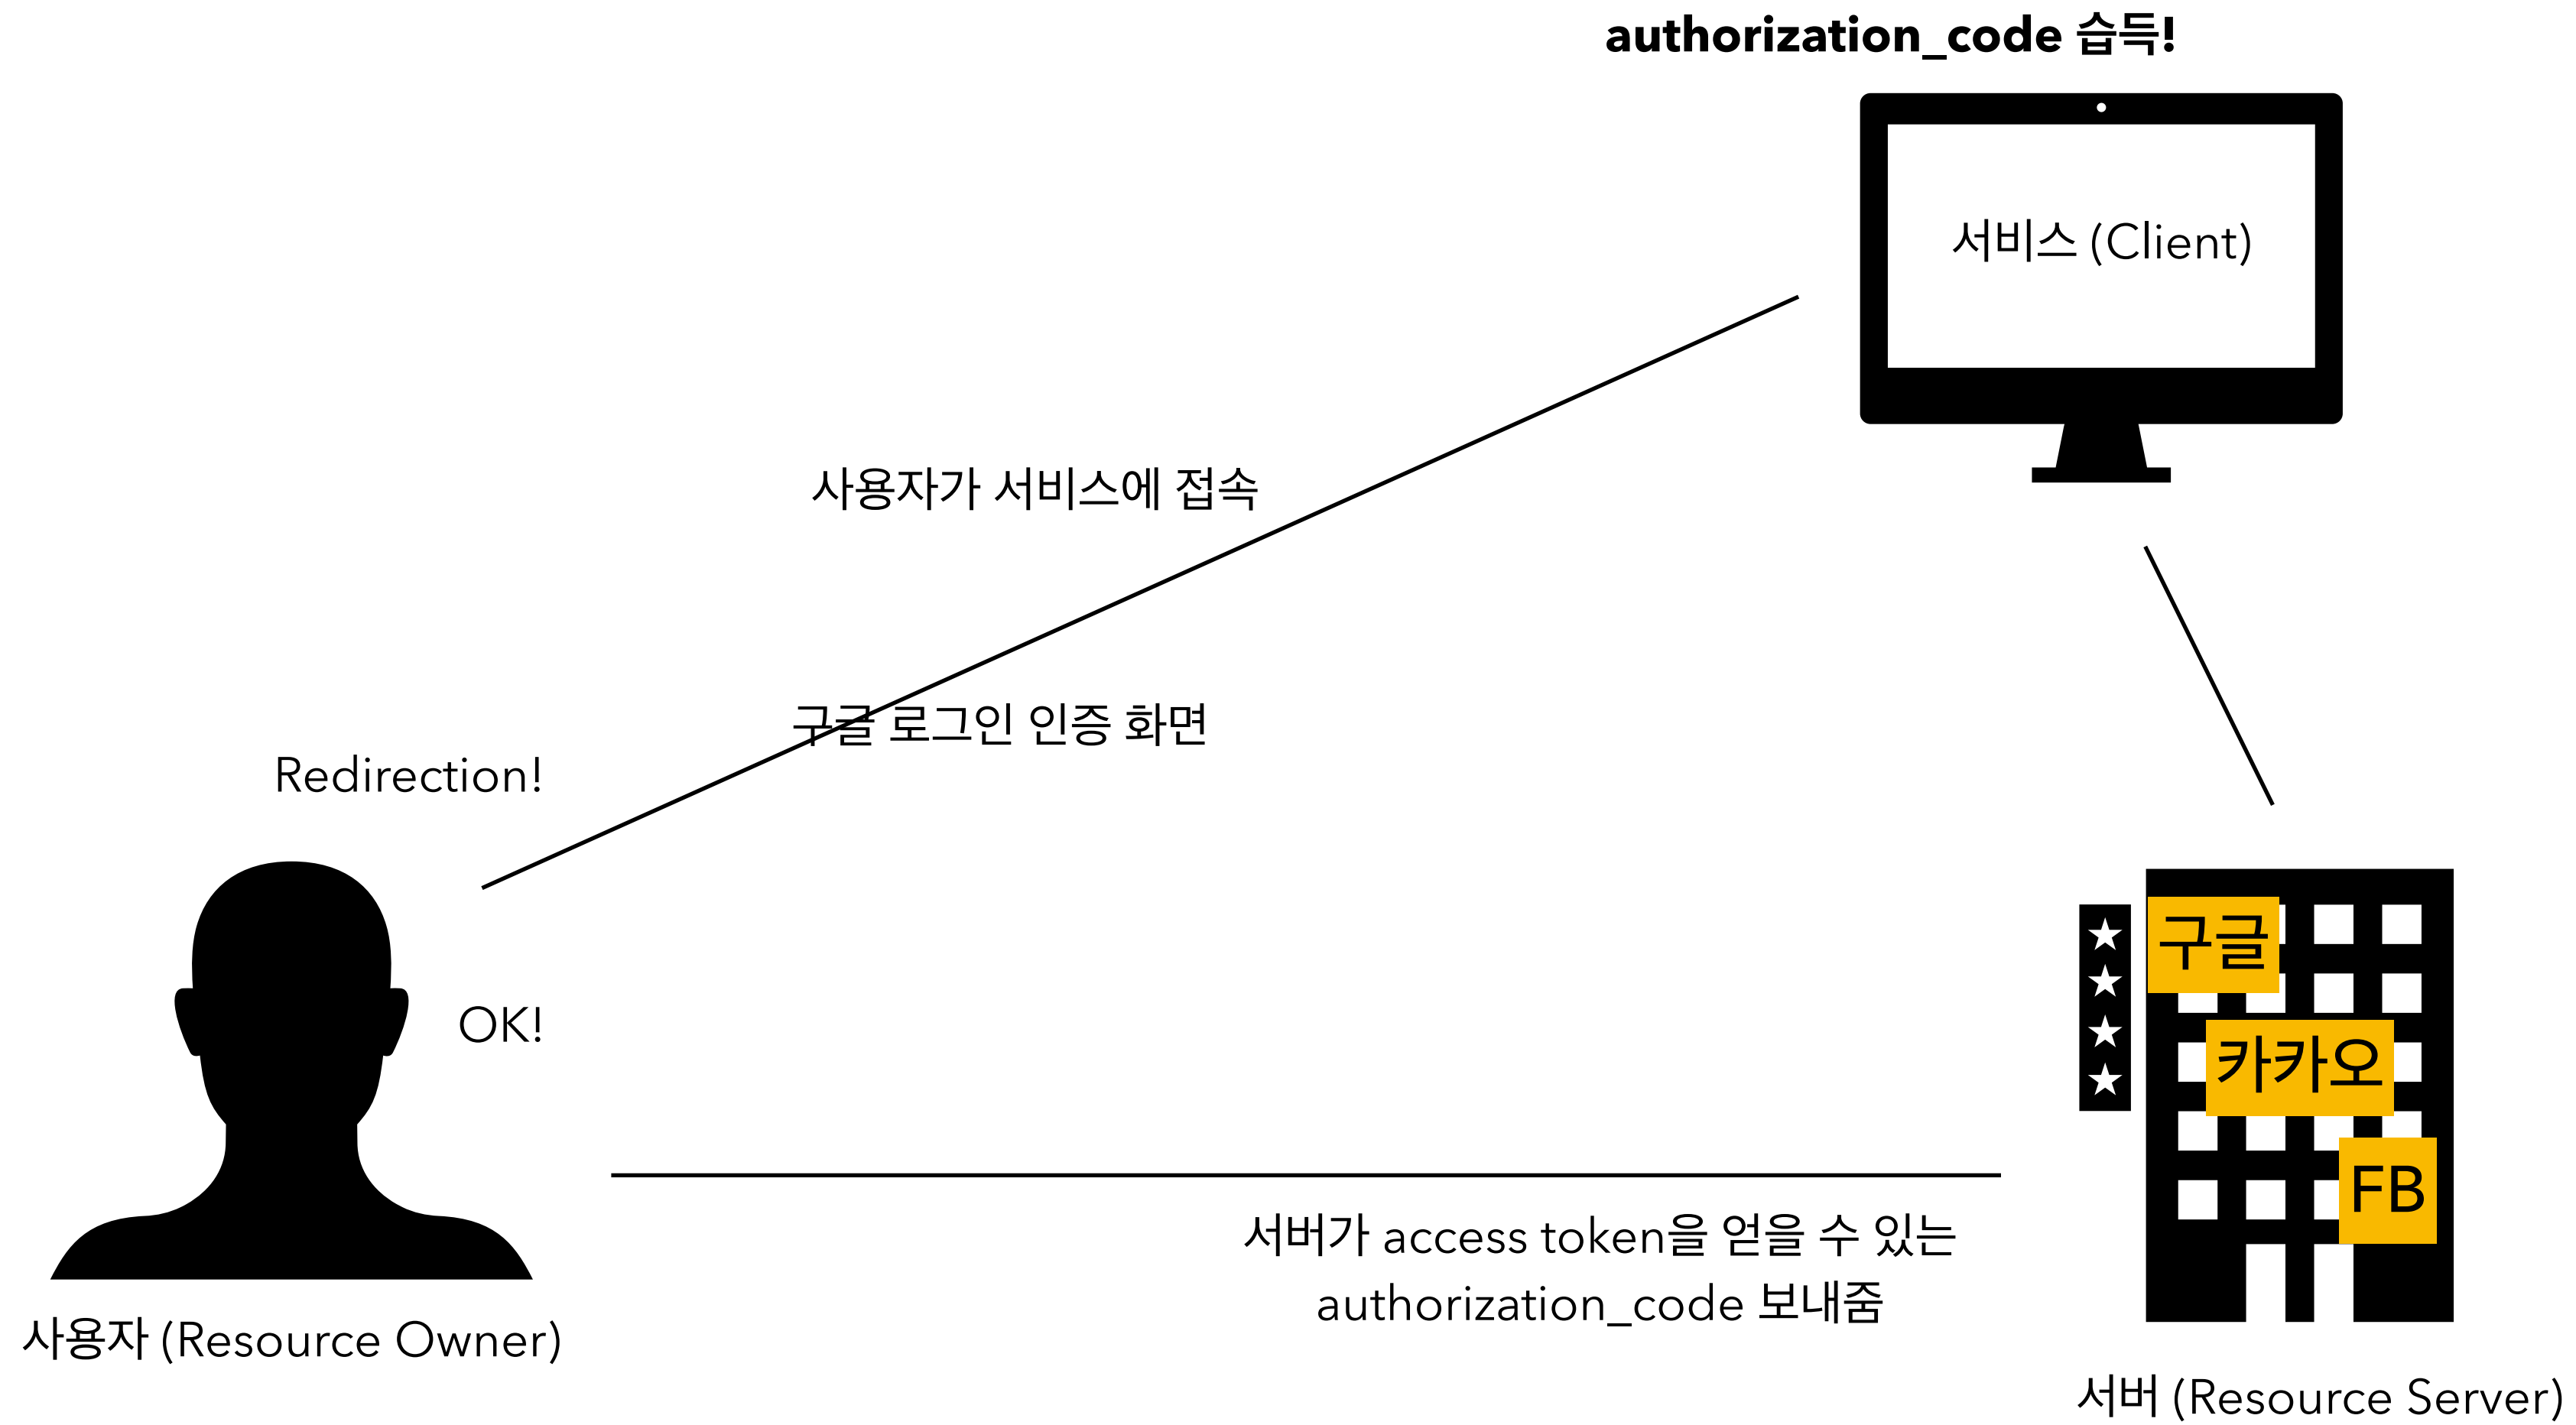 authorization_code 습득!
서비스 (Client)
사용자가 서비스에 접속
구글 로그인 인증 화면
Redirection!
OK!
구글
카카오
FB
서버가 access token을 얻을 수 있는
authorization_code 보내줌
사용자 (Resource Owner)
서버 (Resource Server)